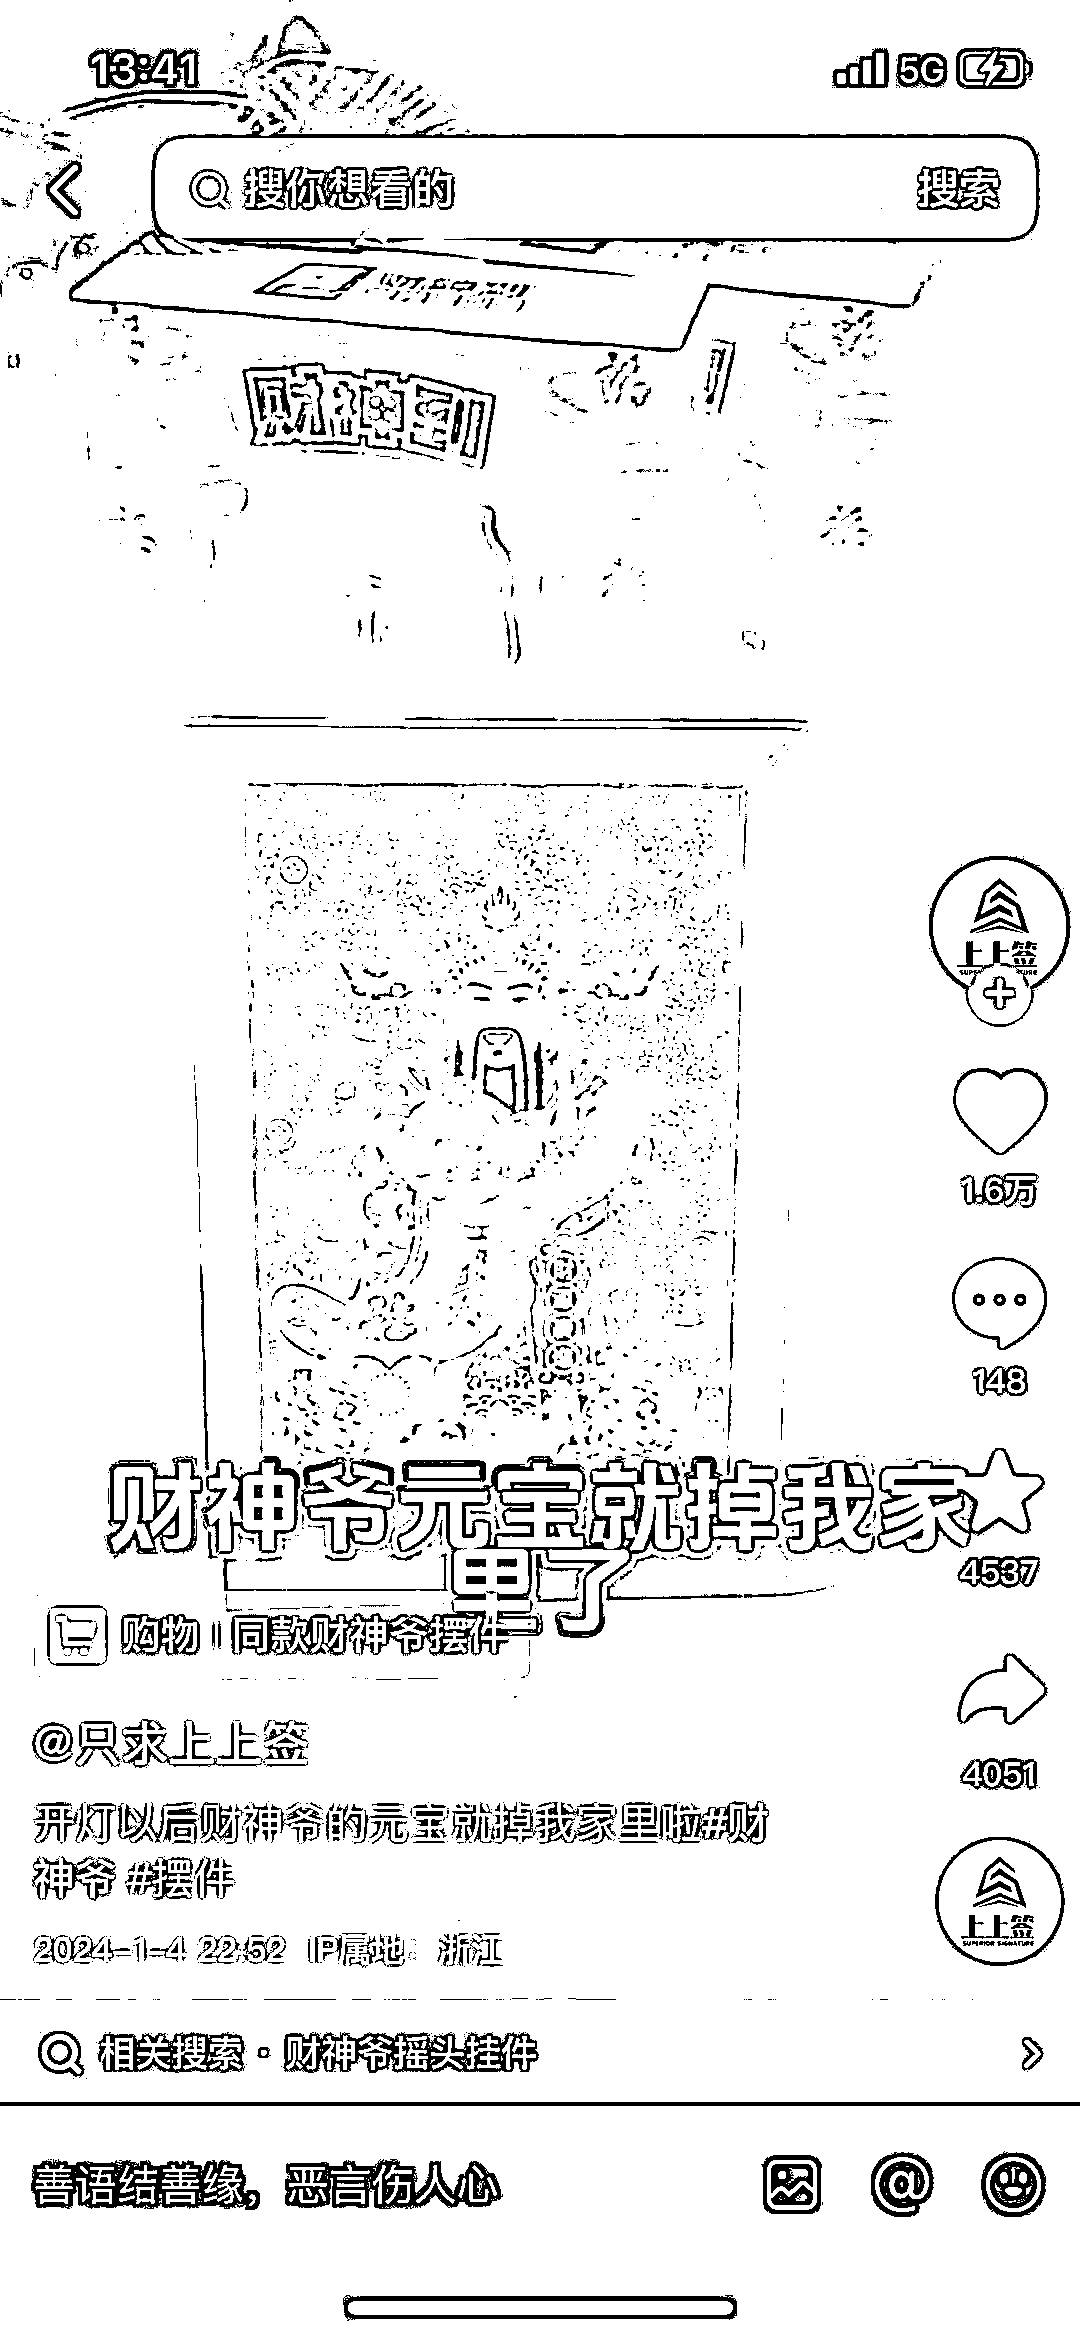 13:41
5G
搜你想看的
搜索
财神到
上上签
1.6万
148
财神爷元宝就掉我家
里了
4537
购物
同款财神爷摆件
@只求上上签
4051
开灯以后财神爷的元宝就掉我家里啦#财
神爷 #摆件
上上签
SUPERIOR SIGNATURE
2024-1-4 22:52 IP属地：浙江
相关搜索 · 财神爷摇头挂件
善语结善缘，恶言伤人心